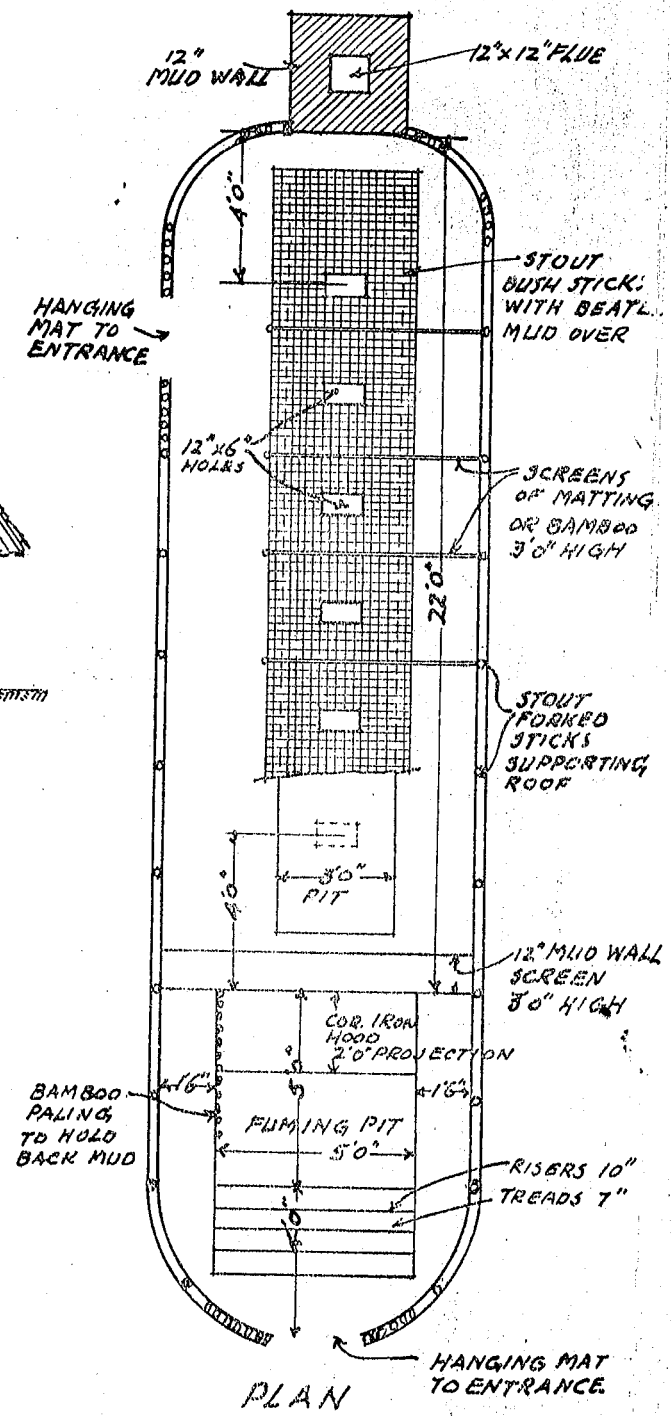 12"
MUD WALL
12"x12" FLUE
4'0"
STOUT
BUSH STICKS
WITH
MUD OVER
HANGING
MAT TO
ENTRANCE
12"x6"
HOLES
SCREENS
OF MATTING
OR BAMBOO
3'0" HIGH
22'0"
STOUT
FORKED
STICKS
SUPPORTING
ROOF
4'0"
3'0"
PIT
12" MUD WALL
SCREEN
3'0" HIGH
COR. IRON
HOOD
2'0" PROJECTION
1'6"
1'6"
BAMBOO
PALING
TO HOLD
BACK MUD
FUMING PIT
5'0"
RISERS 10"
TREADS 7"
HANGING MAT
TO ENTRANCE
PLAN